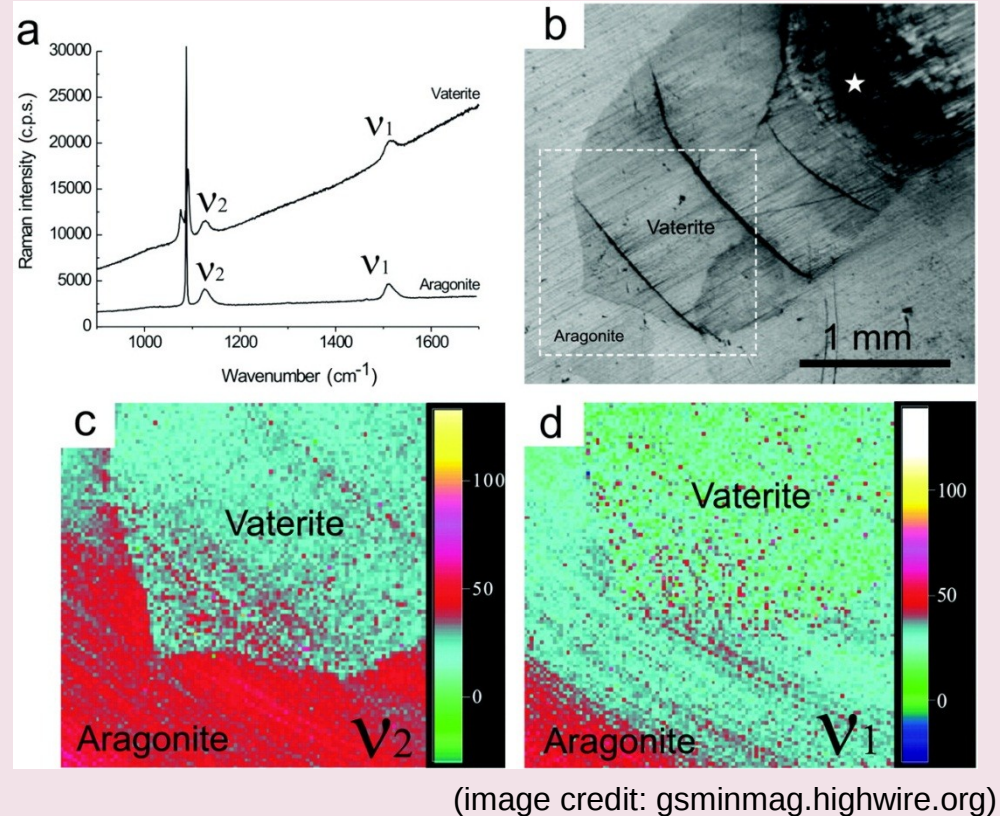 a
30000
25000
20000
15000
10000
5000
0
Raman intensity (c.p.s.)
Vaterite
ν1
ν2
ν2
ν1
Aragonite
1000
1200
1400
1600
Wavenumber (cm-1)
b
Vaterite
Aragonite
1 mm
c
Vaterite
Aragonite
ν2
100
50
0
d
Vaterite
Aragonite
ν1
100
50
0
(image credit: gsminmag.highwire.org)